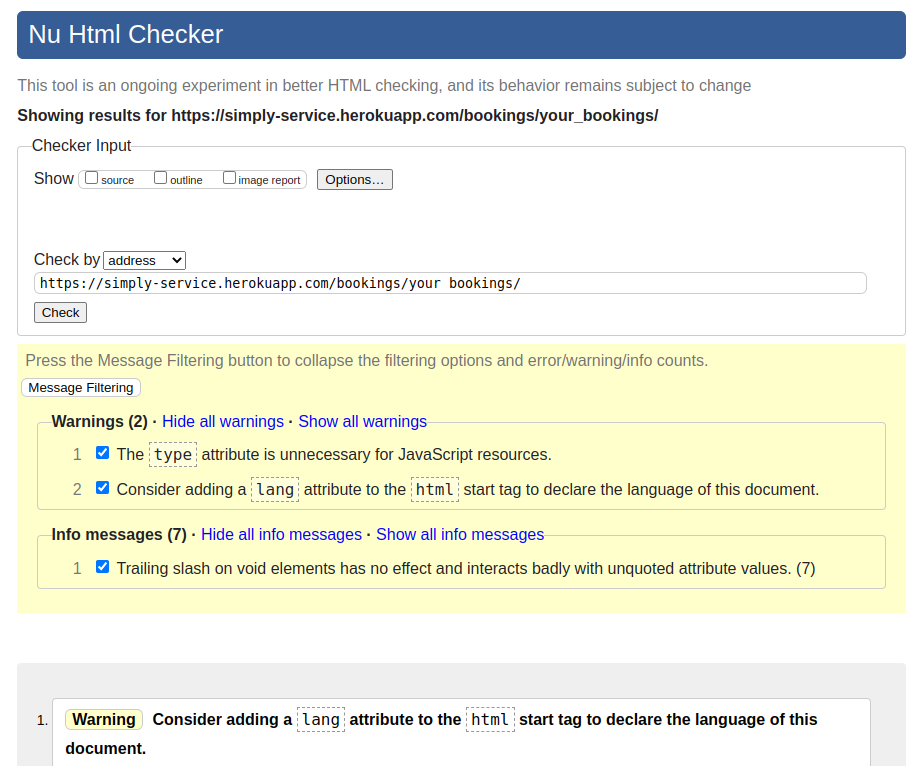 Nu Html Checker
This tool is an ongoing experiment in better HTML checking, and its behavior remains subject to change
Showing results for https://simply-service.herokuapp.com/bookings/your_bookings/
Checker Input
Show source outline image report Options...
Check by address
https://simply-service.herokuapp.com/bookings/your_bookings/
Check
Press the Message Filtering button to collapse the filtering options and error/warning/info counts.
Message Filtering
Warnings (2) · Hide all warnings · Show all warnings
1 The type attribute is unnecessary for JavaScript resources.
2 Consider adding a lang attribute to the html start tag to declare the language of this document.
Info messages (7) · Hide all info messages · Show all info messages
1 Trailing slash on void elements has no effect and interacts badly with unquoted attribute values. (7)
1. Warning Consider adding a lang attribute to the html start tag to declare the language of this
document.